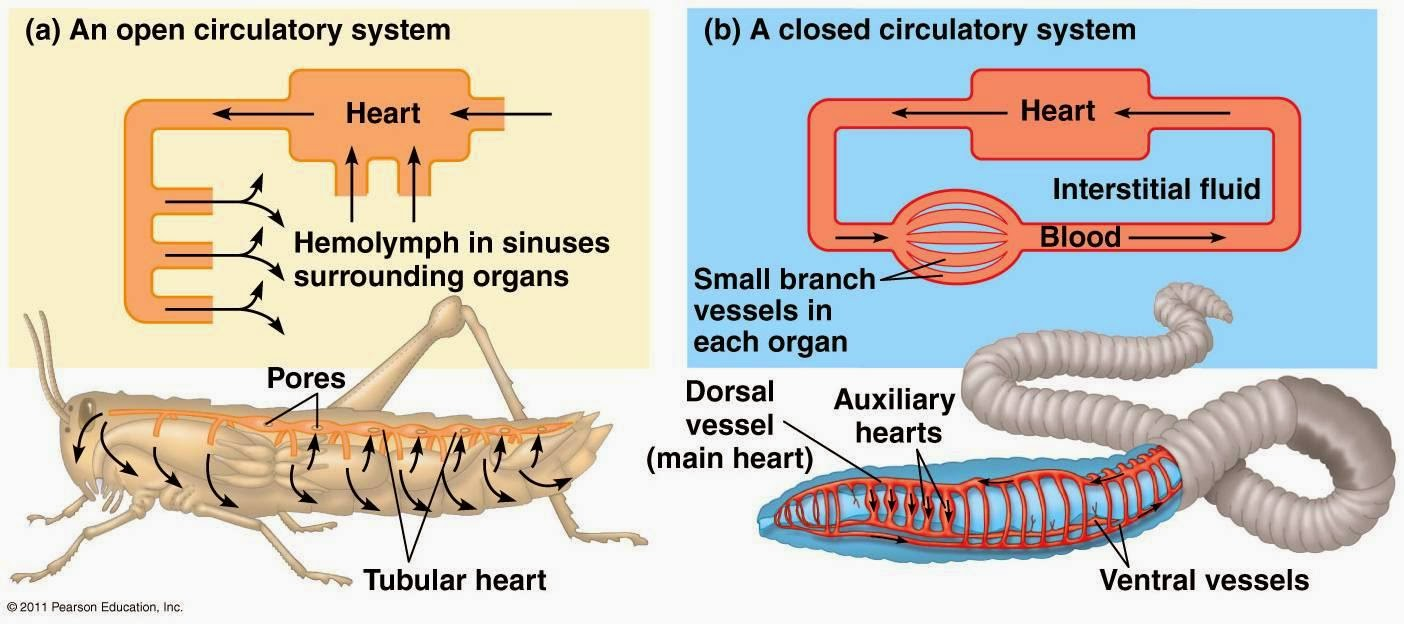 (a) An open circulatory system
Heart
Hemolymph in sinuses
surrounding organs
Pores
Tubular heart
(b) A closed circulatory system
Heart
Interstitial fluid
Blood
Small branch
vessels in
each organ
Dorsal
vessel
(main heart)
Auxiliary
hearts
Ventral vessels
© 2011 Pearson Education, Inc.